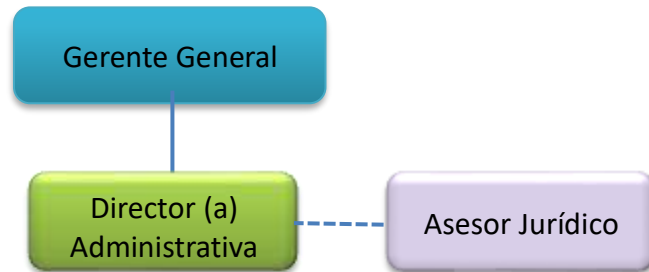 Gerente General
Director (a)
Administrativa
Asesor Jurídico